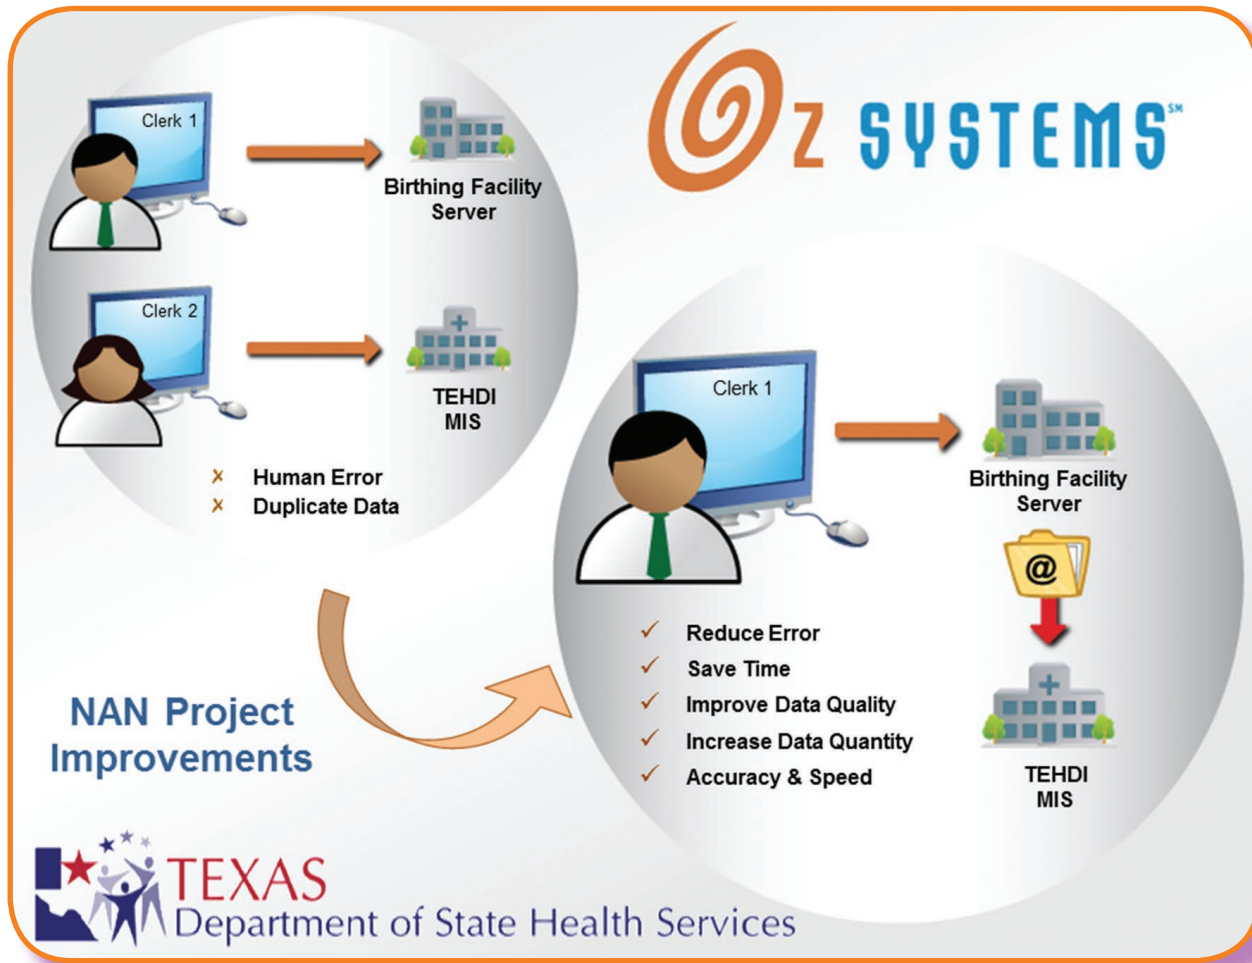 Clerk 1
Birthing Facility
Server
Clerk 2
TEHDI
MIS
✗ Human Error
✗ Duplicate Data
OZ SYSTEMS℠
Clerk 1
Birthing Facility
Server
@
TEHDI
MIS
✓ Reduce Error
✓ Save Time
✓ Improve Data Quality
✓ Increase Data Quantity
✓ Accuracy & Speed
NAN Project
Improvements
TEXAS
Department of State Health Services